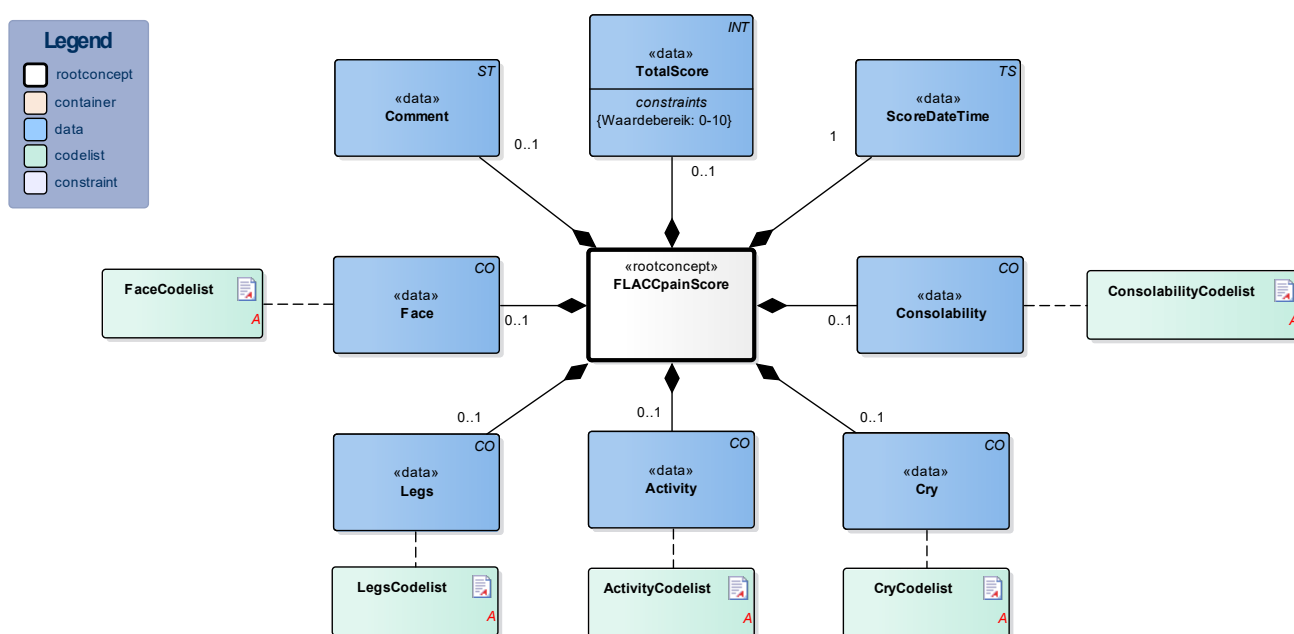 Legend
rootconcept
container
data
codelist
constraint
ST
«data»
Comment
0..1
INT
«data»
TotalScore
constraints
{Waardebereik: 0-10}
0..1
TS
«data»
ScoreDateTime
1
FaceCodelist
A
CO
«data»
Face
0..1
«rootconcept»
FLACCpainScore
CO
«data»
Consolability
0..1
ConsolabilityCodelist
A
CO
«data»
Legs
0..1
CO
«data»
Activity
0..1
CO
«data»
Cry
0..1
LegsCodelist
A
ActivityCodelist
A
CryCodelist
A